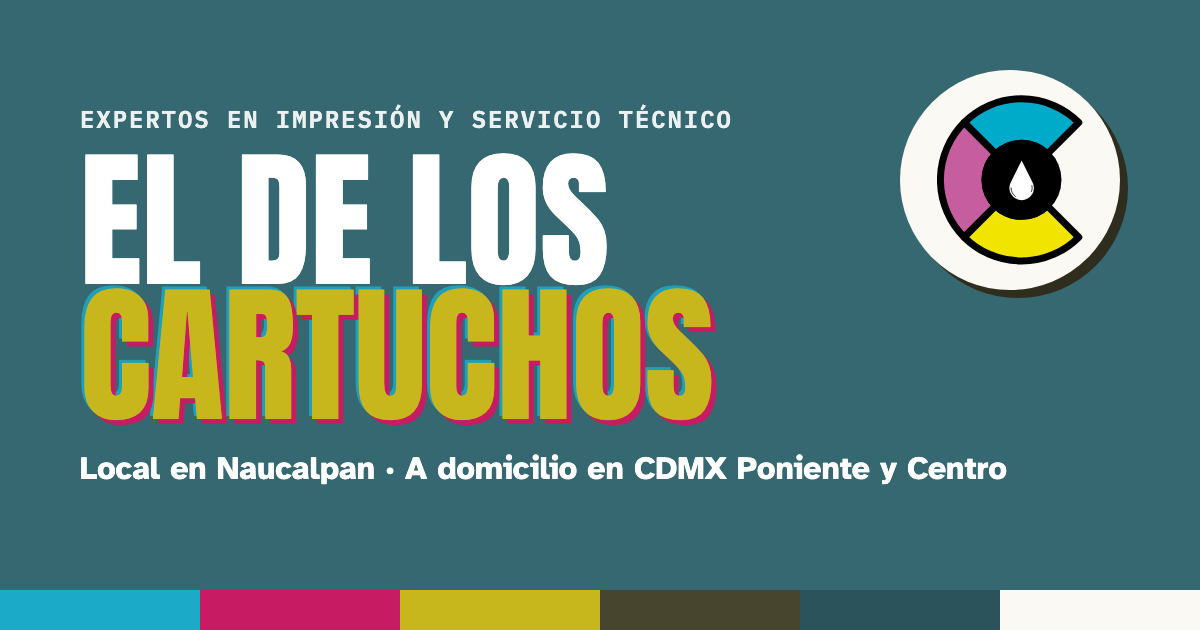 EXPERTOS EN IMPRESIÓN Y SERVICIO TÉCNICO
EL DE LOS
CARTUCHOS
Local en Naucalpan · A domicilio en CDMX Poniente y Centro